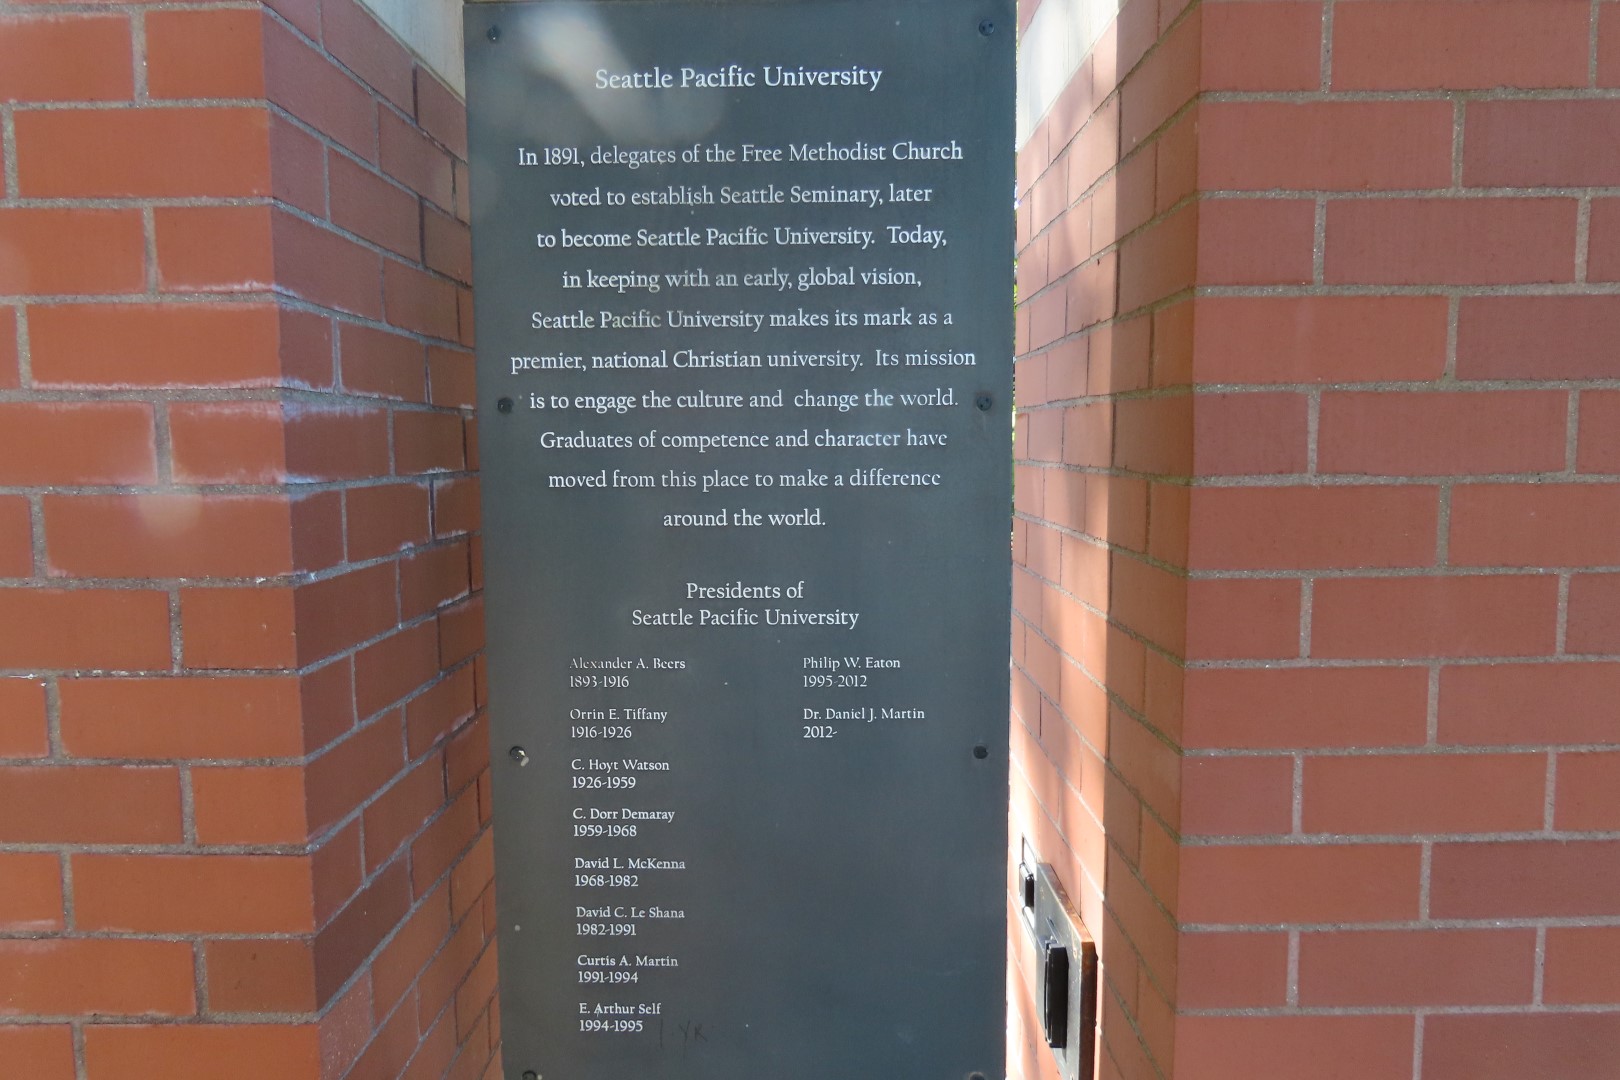 Seattle Pacific University
In 1891, delegates of the Free Methodist Church
voted to establish Seattle Seminary, later
to become Seattle Pacific University. Today,
in keeping with an early, global vision,
Seattle Pacific University makes its mark as a
premier, national Christian university. Its mission
is to engage the culture and change the world.
Graduates of competence and character have
moved from this place to make a difference
around the world.
Presidents of
Seattle Pacific University
Alexander A. Beers
1893-1916
Orrin E. Tiffany
1916-1926
C. Hoyt Watson
1926-1959
C. Dorr Demaray
1959-1968
David L. McKenna
1968-1982
David C. Le Shana
1982-1991
Curtis A. Martin
1991-1994
E. Arthur Self
1994-1995 1 YR
Philip W. Eaton
1995-2012
Dr. Daniel J. Martin
2012-